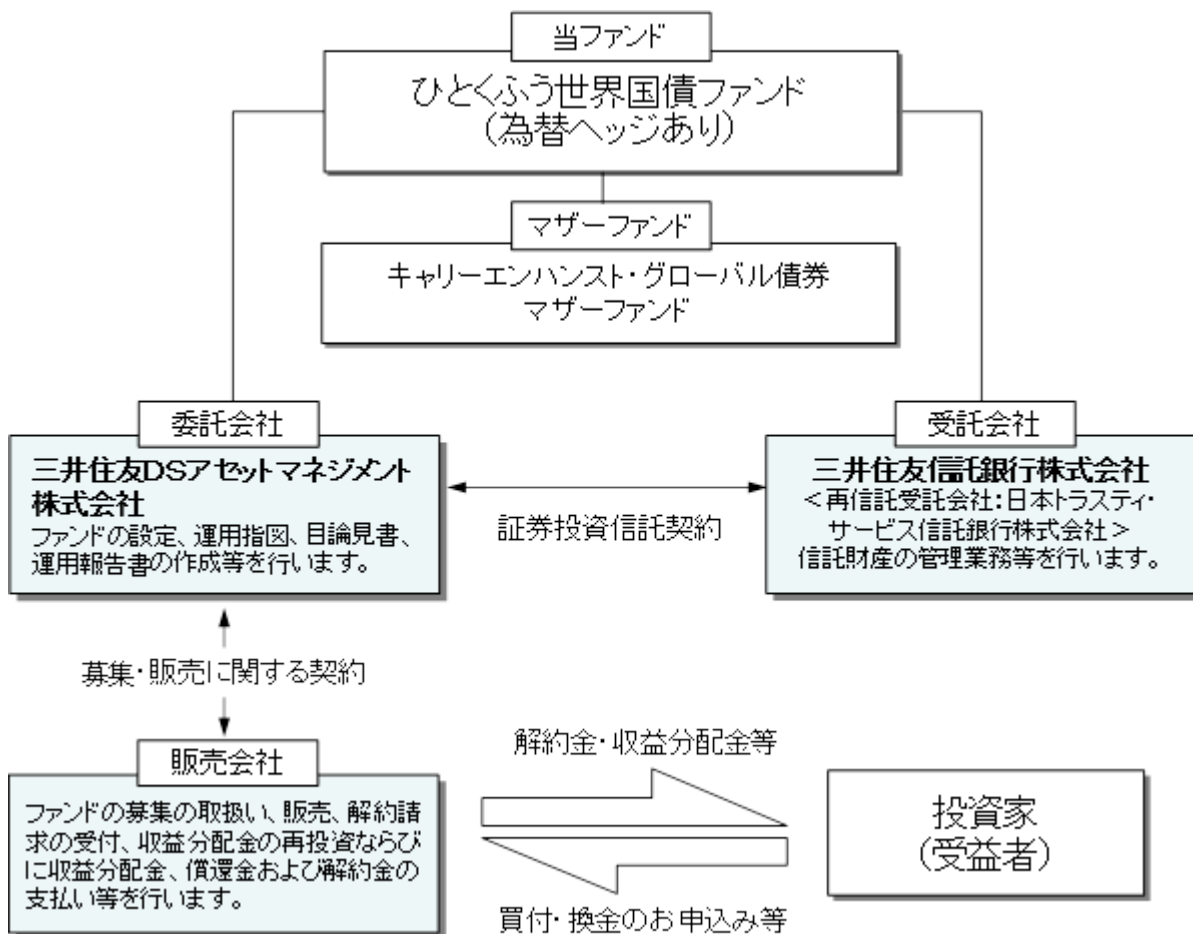 当ファンド
ひとくふう世界国債ファンド
(為替ヘッジあり)
マザーファンド
キャリーエンハンスト・グローバル債券
マザーファンド
委託会社
三井住友DSアセットマネジメント
株式会社
ファンドの設定、運用指図、目論見書、
運用報告書の作成等を行います。
証券投資信託契約
受託会社
三井住友信託銀行株式会社
<再信託受託会社:日本トラスティ・
サービス信託銀行株式会社>
信託財産の管理業務等を行います。
募集・販売に関する契約
販売会社
ファンドの募集の取扱い、販売、解約請
求の受付、収益分配金の再投資ならび
に収益分配金、償還金および解約金の
支払い等を行います。
解約金・収益分配金等
買付・換金のお申込み等
投資家
(受益者)